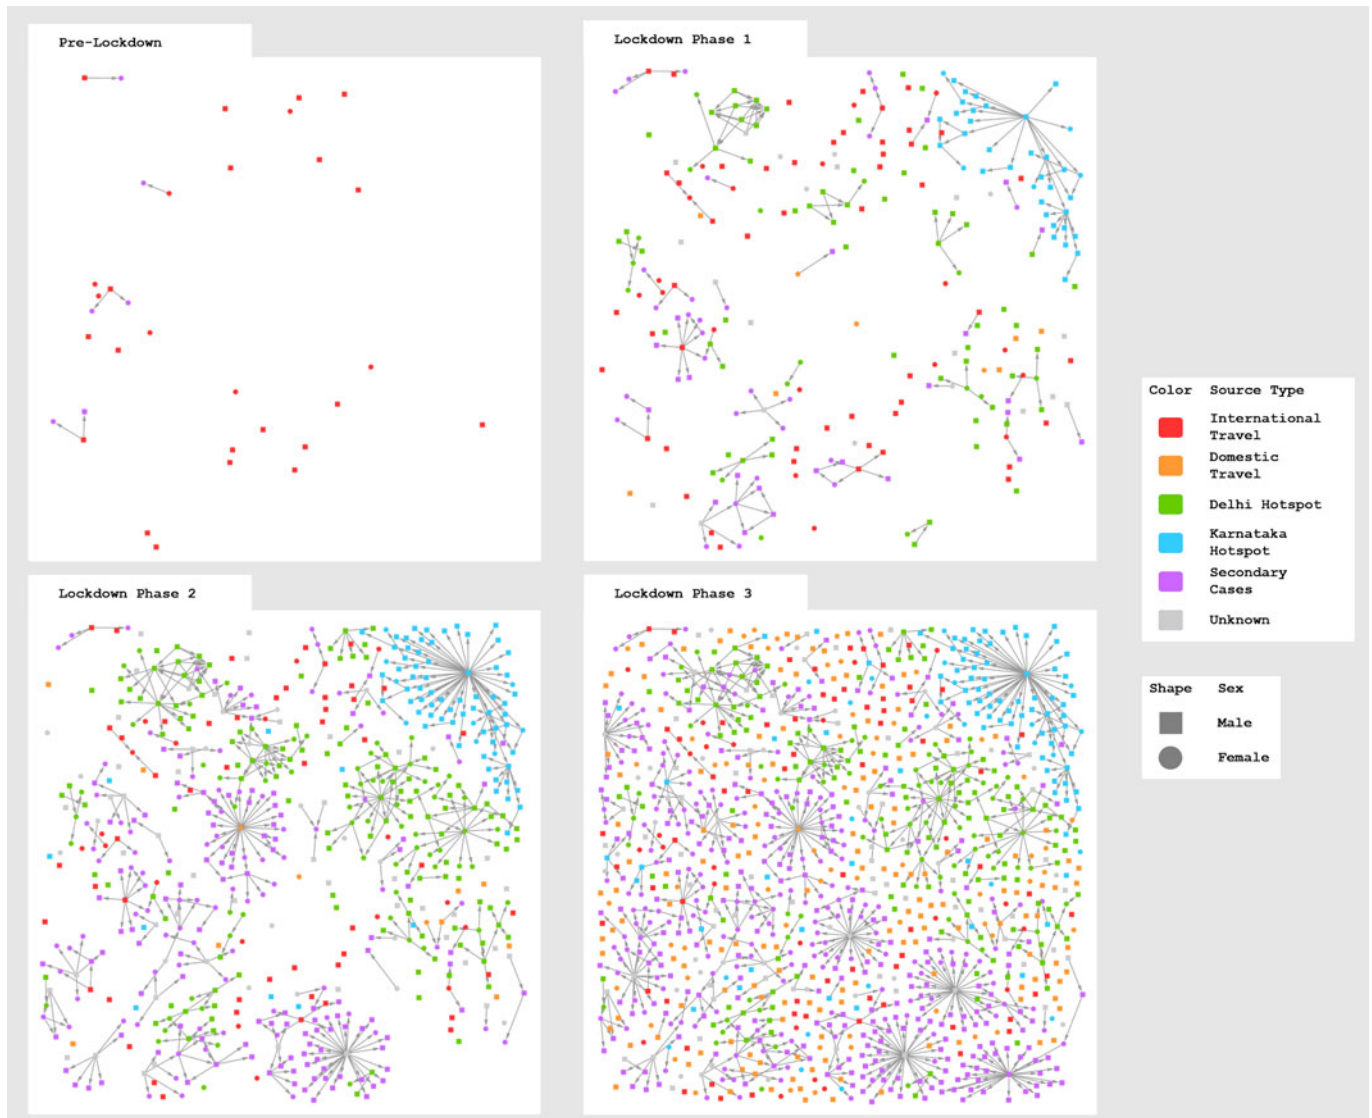 Pre-Lockdown
Lockdown Phase 1
Lockdown Phase 2
Lockdown Phase 3
Color Source Type
International
Travel
Domestic
Travel
Delhi Hotspot
Karnataka
Hotspot
Secondary
Cases
Unknown
Shape Sex
Male
Female